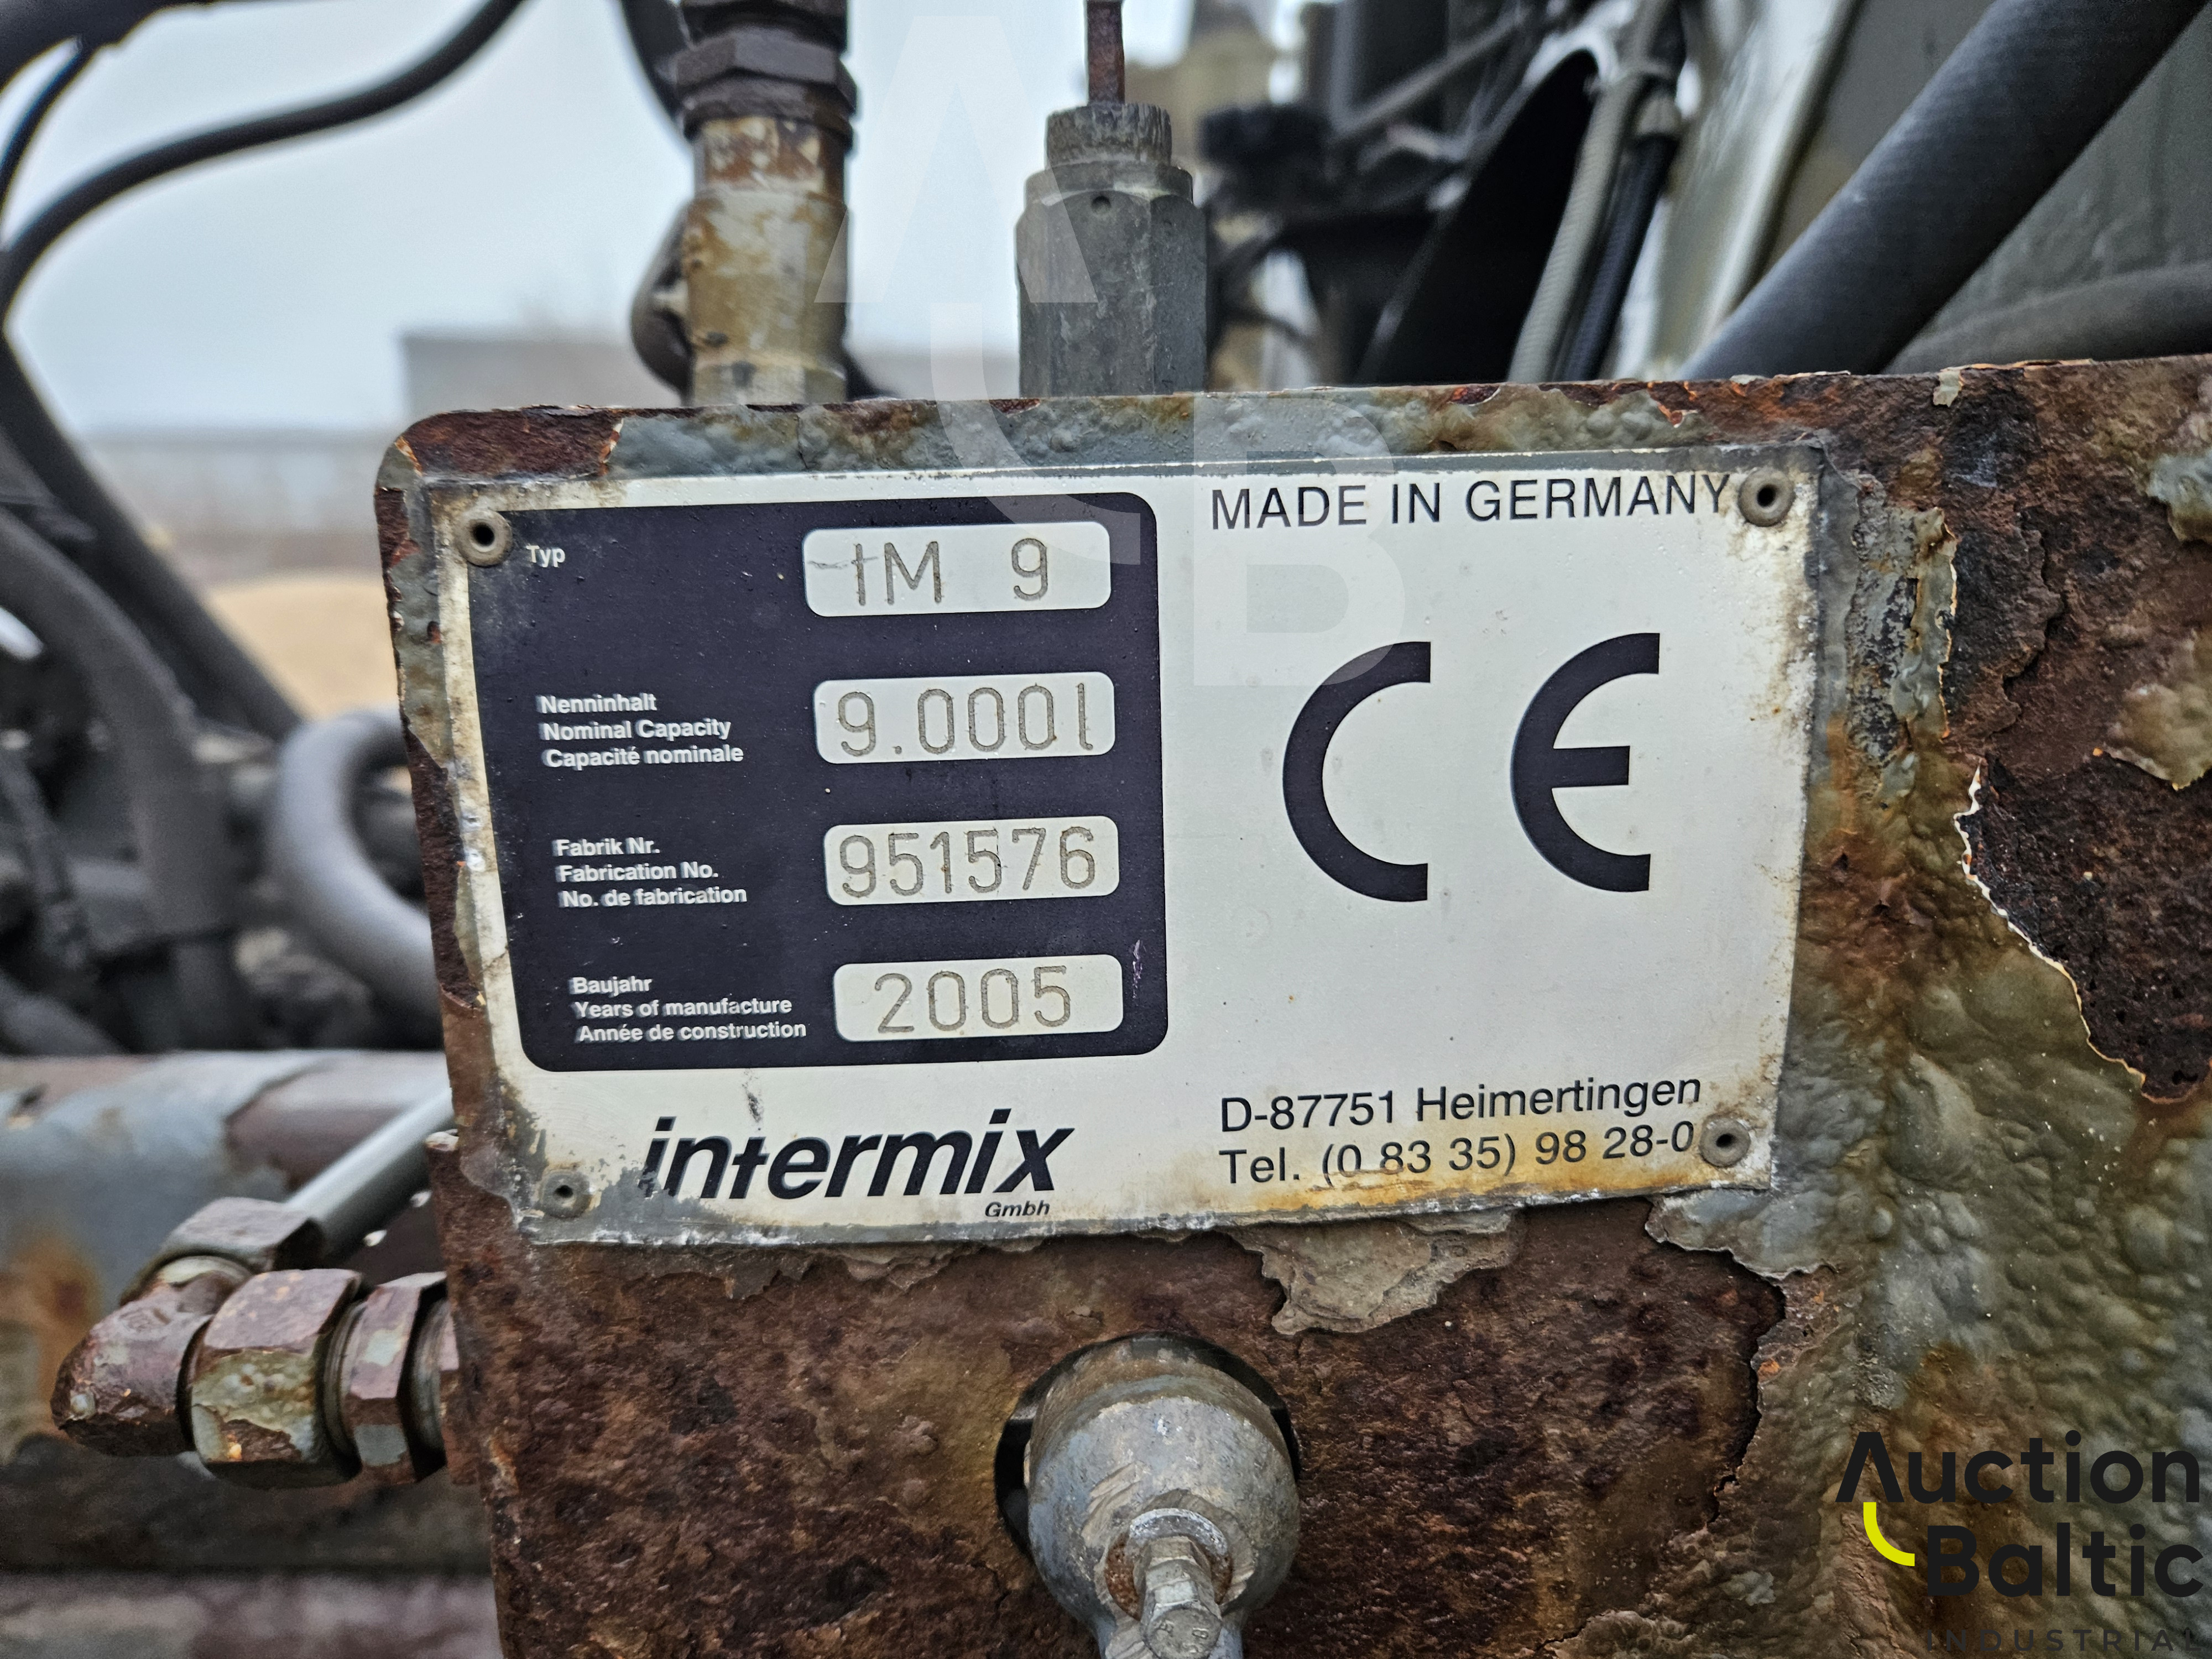 MADE IN GERMANY
Typ
IM 9
Nenninhalt
Nominal Capacity
Capacité nominale
9.000l
Fabrik Nr.
Fabrication No.
No. de fabrication
951576
Baujahr
Years of manufacture
Année de construction
2005
CE
intermix
Gmbh
D-87751 Heimertingen
Tel. (0 83 35) 98 28-0
ACB
Auction
Baltic
INDUSTRIAL